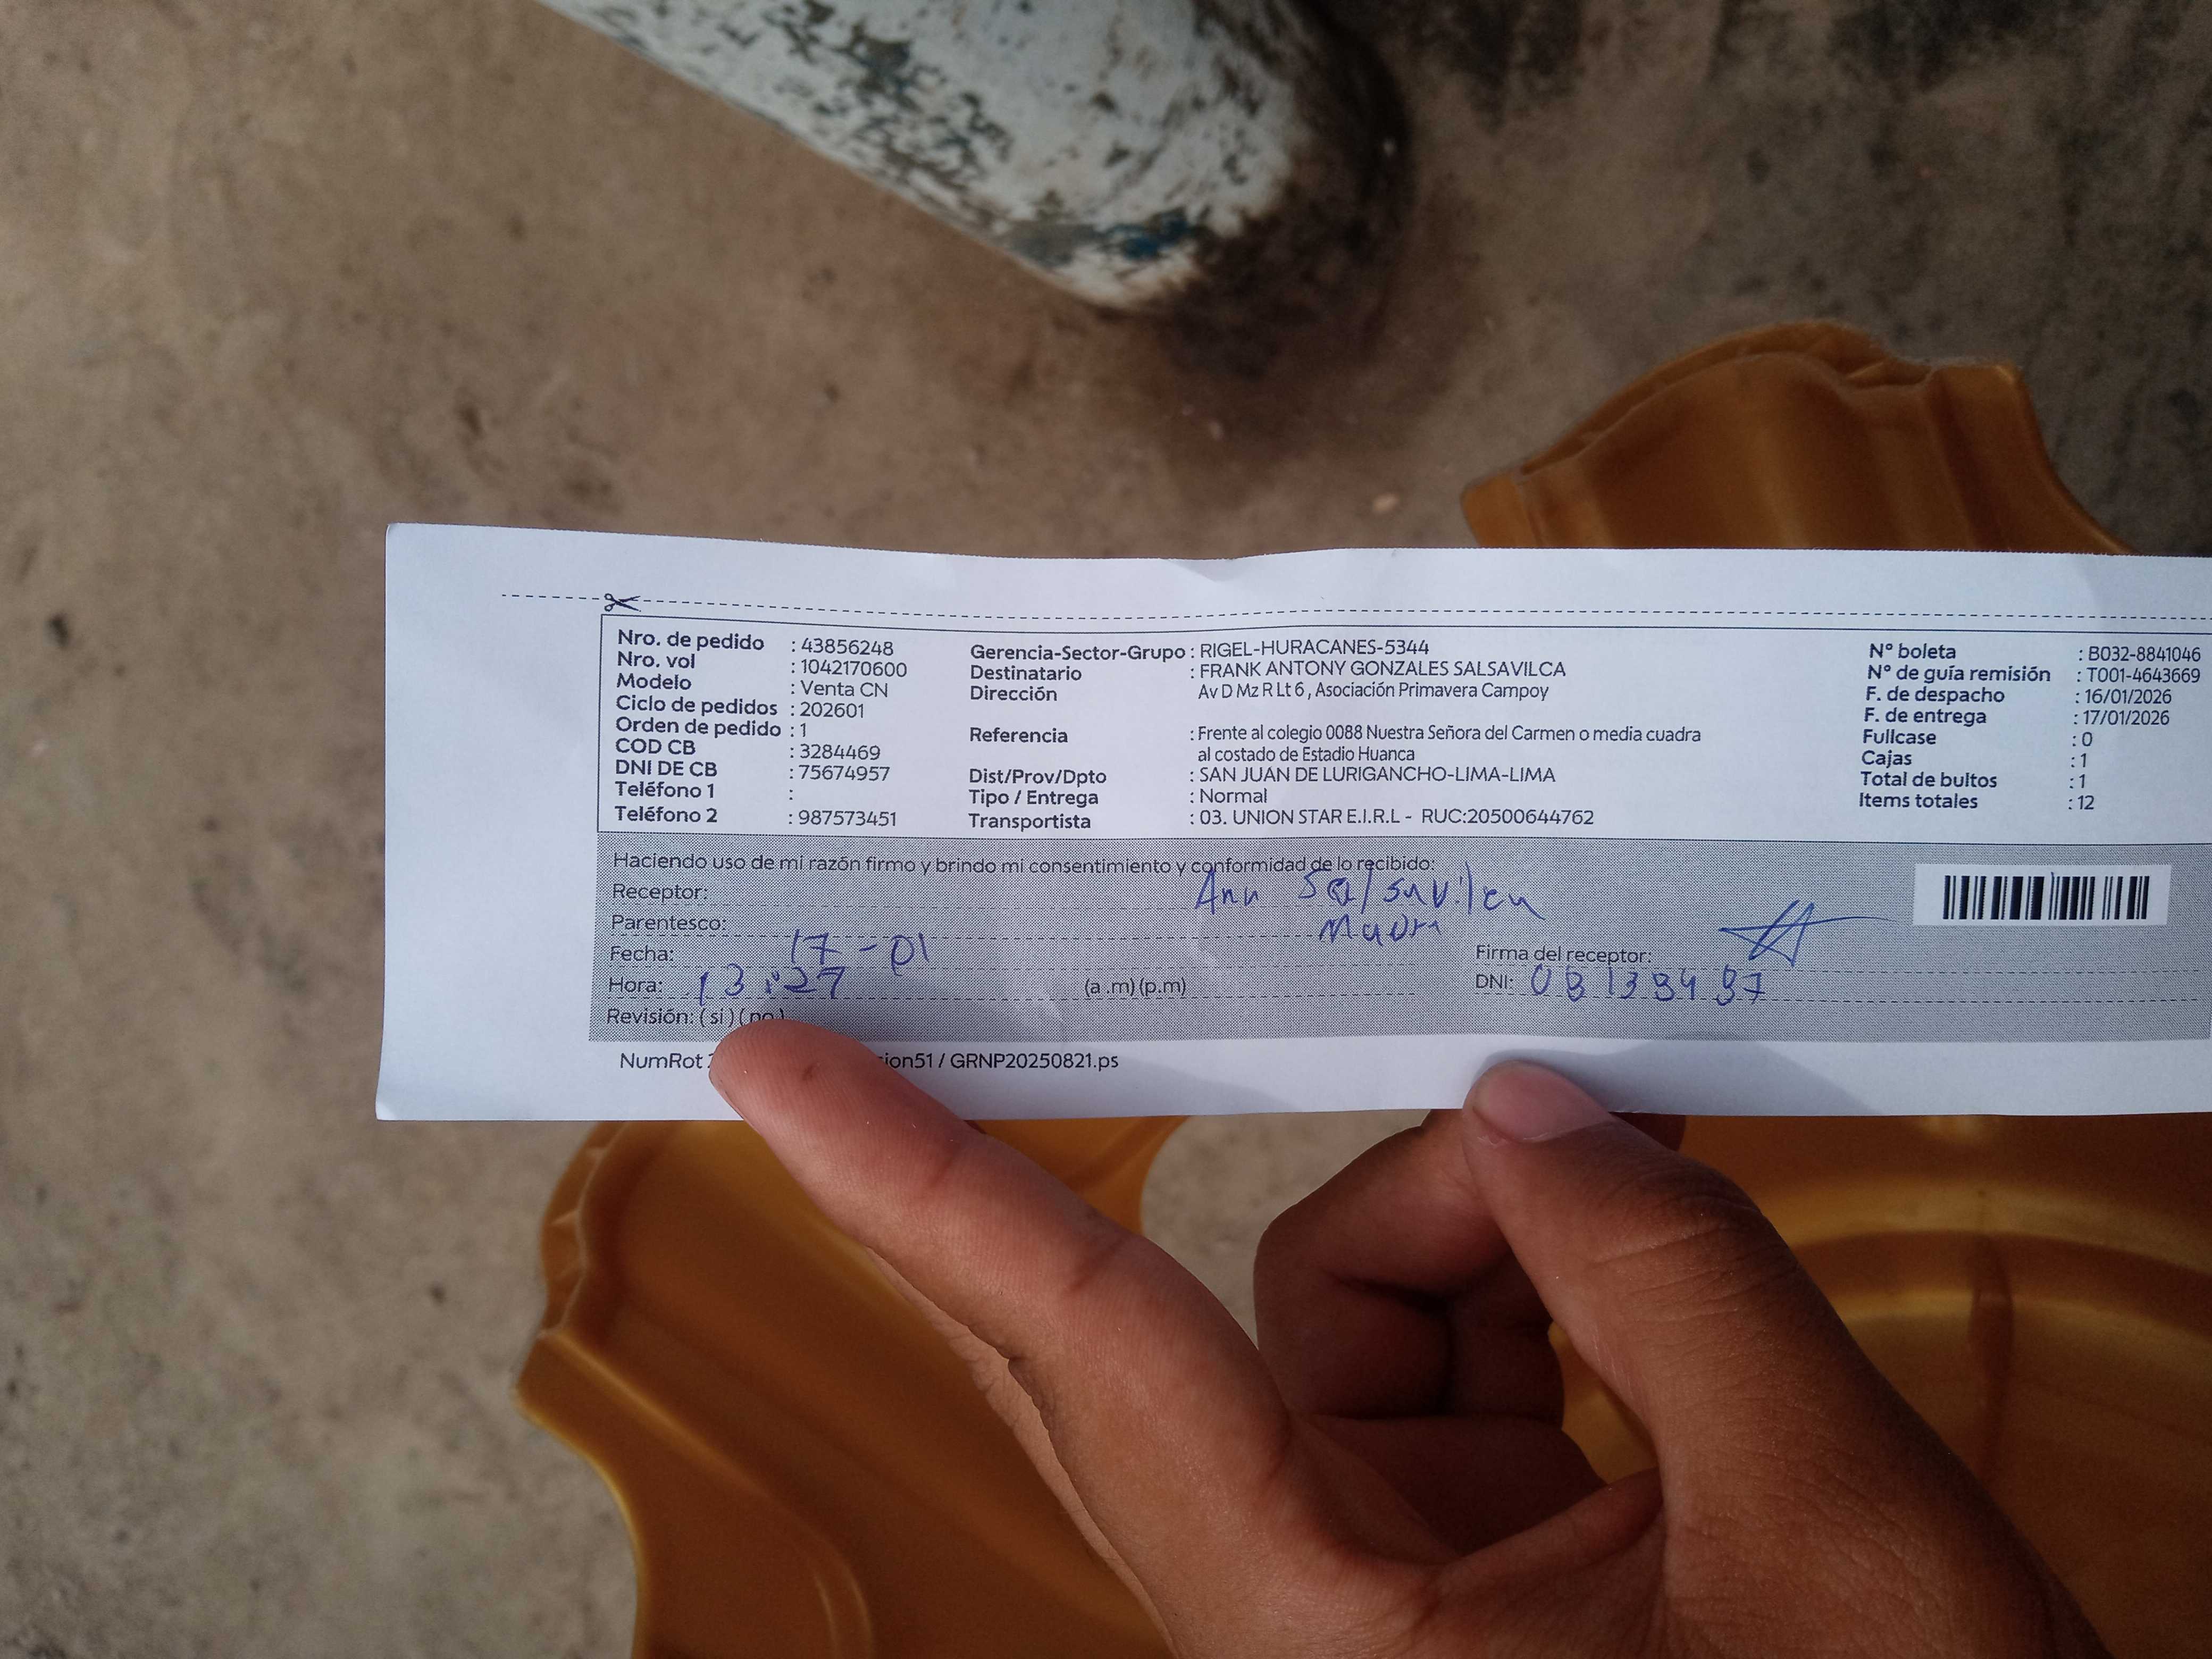 Nro. de pedido : 43856248
Nro. vol : 1042170600
Modelo : Venta CN
Ciclo de pedidos : 202601
Orden de pedido : 1
COD CB : 3284469
DNI DE CB : 75674957
Teléfono 1 :
Teléfono 2 : 987573451
Gerencia-Sector-Grupo : RIGEL-HURACANES-5344
Destinatario : FRANK ANTONY GONZALES SALSAVILCA
Dirección Av D Mz R Lt 6 , Asociación Primavera Campoy
Referencia : Frente al colegio 0088 Nuestra Señora del Carmen o media cuadra
al costado de Estadio Huanca
Dist/Prov/Dpto : SAN JUAN DE LURIGANCHO-LIMA-LIMA
Tipo / Entrega : Normal
Transportista : 03. UNION STAR E.I.R.L - RUC:20500644762
N° boleta : B032-8841046
N° de guía remisión : T001-4643669
F. de despacho : 16/01/2026
F. de entrega : 17/01/2026
Fullcase : 0
Cajas : 1
Total de bultos : 1
Items totales : 12
Haciendo uso de mi razón firmo y brindo mi consentimiento y conformidad de lo recibido:
Receptor: Ana Salsavilca
Parentesco: Madre
Fecha: 17-01
Firma del receptor:
Hora: 13:27 (a .m) (p.m)
DNI:
Revisión: ( sí ) ( no )
NumRot ion51 / GRNP20250821.ps